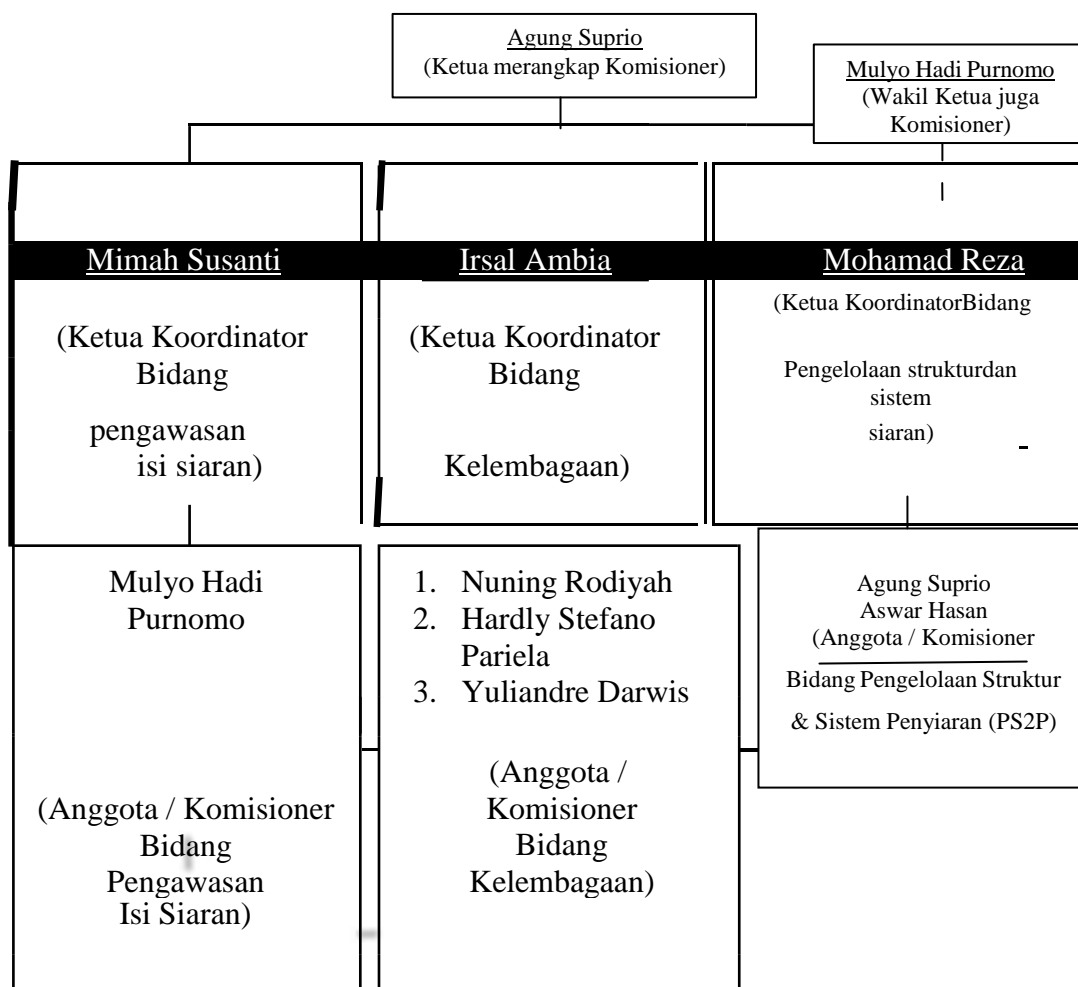 Agung Suprio
(Ketua merangkap Komisioner)
Mulyo Hadi Purnomo
(Wakil Ketua juga
Komisioner)
Mimah Susanti
(Ketua Koordinator
Bidang
pengawasan
isi siaran)
Irsal Ambia
(Ketua Koordinator
Bidang
Kelembagaan)
Mohamad Reza
(Ketua KoordinatorBidang
Pengelolaan strukturdan
sistem
siaran)
Mulyo Hadi
Purnomo
(Anggota / Komisioner
Bidang
Pengawasan
Isi Siaran)
1. Nuning Rodiyah
2. Hardly Stefano
Pariela
3. Yuliandre Darwis
(Anggota /
Komisioner
Bidang
Kelembagaan)
Agung Suprio
Aswar Hasan
(Anggota / Komisioner
Bidang Pengelolaan Struktur
& Sistem Penyiaran (PS2P)